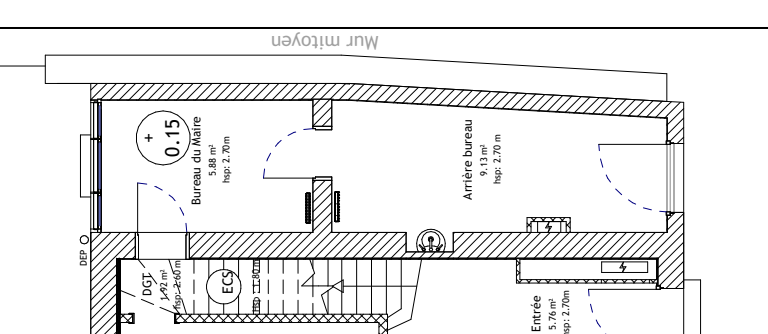 Mur mitoyen
+
0.15
Bureau du Maire
5.88 m²
hsp: 2.70m
Arrière bureau
9.13 m²
hsp: 2.70 m
DEP
DGT
1.92 m²
hsp: 2.60 m
ECS
hsp : 1.80 m
Entrée
5.76 m²
hsp: 2.70m